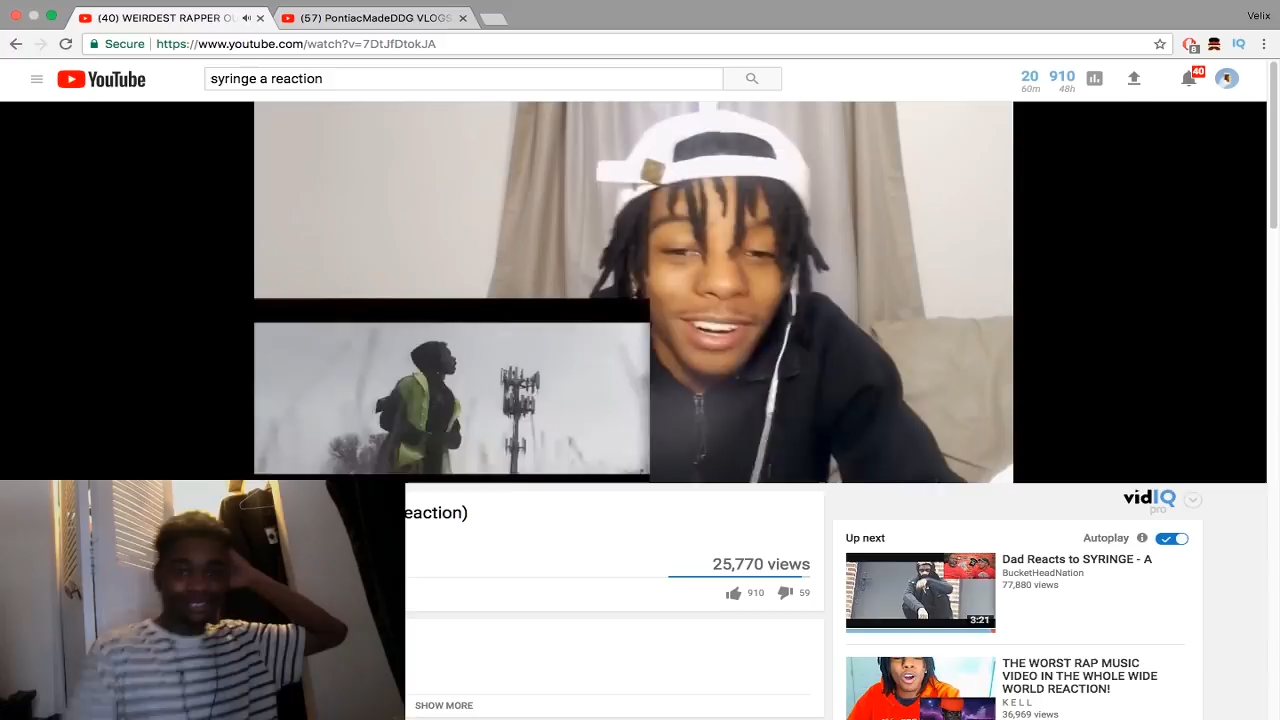 (40) WEIRDEST RAPPER OU
(57) PontiacMadeDDG VLOGS
Velix
Secure
https://www.youtube.com/watch?v=7DtJfDtokJA
8
IQ
YouTube
syringe a reaction
20
60m
910
48h
40
eaction)
25,770 views
910
59
SHOW MORE
vidIQ
pro
Up next
Autoplay
Dad Reacts to SYRINGE - A
BucketHeadNation
77,880 views
3:21
THE WORST RAP MUSIC
VIDEO IN THE WHOLE WIDE
WORLD REACTION!
K E L L
36,969 views